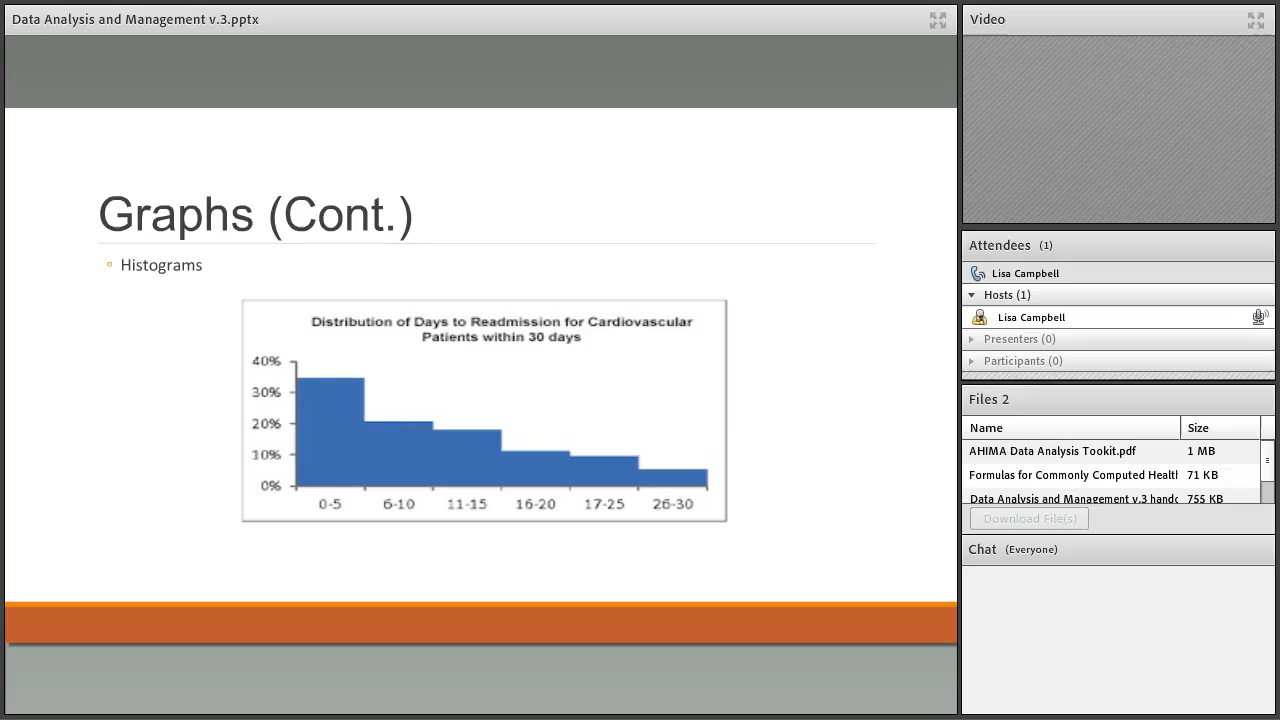 Data Analysis and Management v.3.pptx
Graphs (Cont.)
Histograms
Distribution of Days to Readmission for Cardiovascular
Patients within 30 days
40%
30%
20%
10%
0%
0-5 6-10 11-15 16-20 17-25 26-30
Video
Attendees (1)
Lisa Campbell
Hosts (1)
Lisa Campbell
Presenters (0)
Participants (0)
Files 2
Name Size
AHIMA Data Analysis Tookit.pdf 1 MB
Formulas for Commonly Computed Healtl 71 KB
Data Analysis and Management v.3 handc 755 KB
Download File(s)
Chat (Everyone)